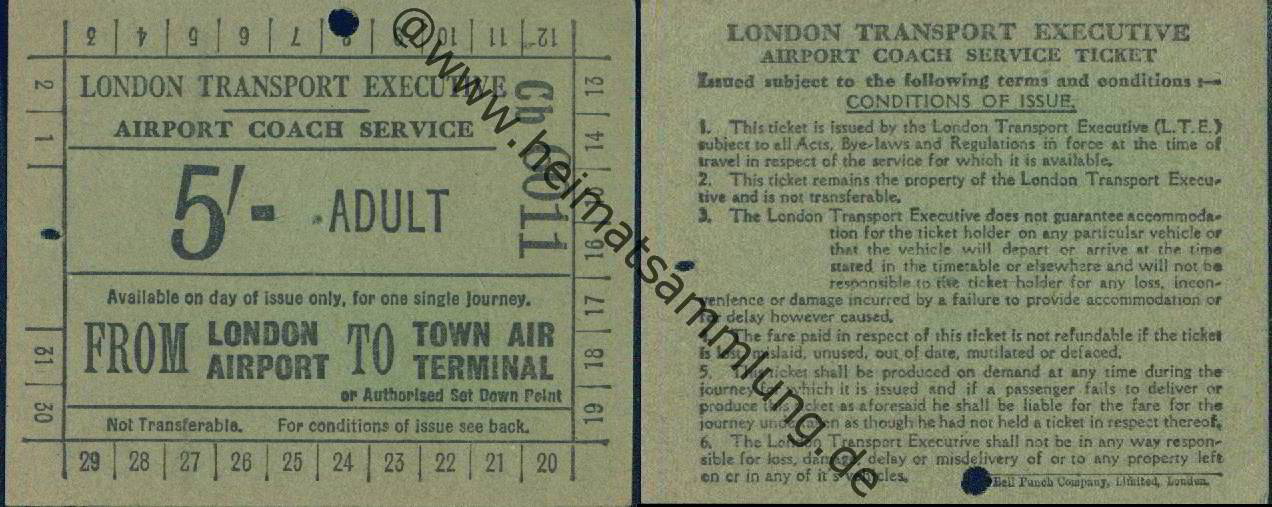 3 4 5 6 7 8 9 10 11 12
2 1 31 30
13 14 15 16 17 18 19
LONDON TRANSPORT EXECUTIVE
AIRPORT COACH SERVICE
5/- ADULT
Ch 8011
Available on day of issue only, for one single journey.
FROM LONDON AIRPORT TO TOWN AIR TERMINAL
or Authorised Set Down Point
Not Transferable. For conditions of issue see back.
29 28 27 26 25 24 23 22 21 20
LONDON TRANSPORT EXECUTIVE
AIRPORT COACH SERVICE TICKET
Issued subject to the following terms and conditions :—
CONDITIONS OF ISSUE.
1. This ticket is issued by the London Transport Executive (L.T.E.)
subject to all Acts, Bye-laws and Regulations in force at the time of
travel in respect of the service for which it is available.
2. This ticket remains the property of the London Transport Execu-
tive and is not transferable.
3. The London Transport Executive does not guarantee accommoda-
tion for the ticket holder on any particular vehicle or
that the vehicle will depart or arrive at the time
stated in the timetable or elsewhere and will not be
responsible to the ticket holder for any loss, incon-
venience or damage incurred by a failure to provide accommodation or
for delay however caused.
4. The fare paid in respect of this ticket is not refundable if the ticket
is lost, mislaid, unused, out of date, mutilated or defaced.
5. This ticket shall be produced on demand at any time during the
journey for which it is issued and if a passenger fails to deliver or
produce this ticket as aforesaid he shall be liable for the fare for the
journey undertaken as though he had not held a ticket in respect thereof.
6. The London Transport Executive shall not be in any way respon-
sible for loss, damage, delay or misdelivery of or to any property left
on or in any of it's vehicles.
Bell Punch Company, Limited, London.
@www.heimatsammlung.de